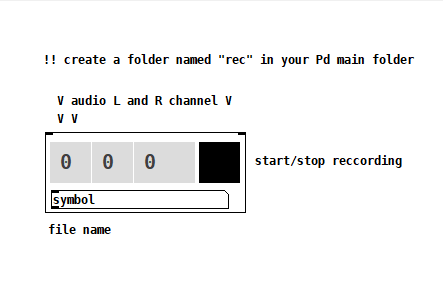 !! create a folder named "rec" in your Pd main folder
V audio L and R channel V
V V
0 0 0
start/stop reccording
symbol
file name